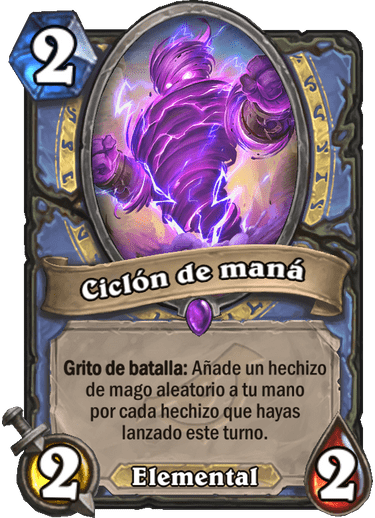 2
Ciclón de maná
Grito de batalla: Añade un hechizo
de mago aleatorio a tu mano
por cada hechizo que hayas
lanzado este turno.
2
Elemental
2